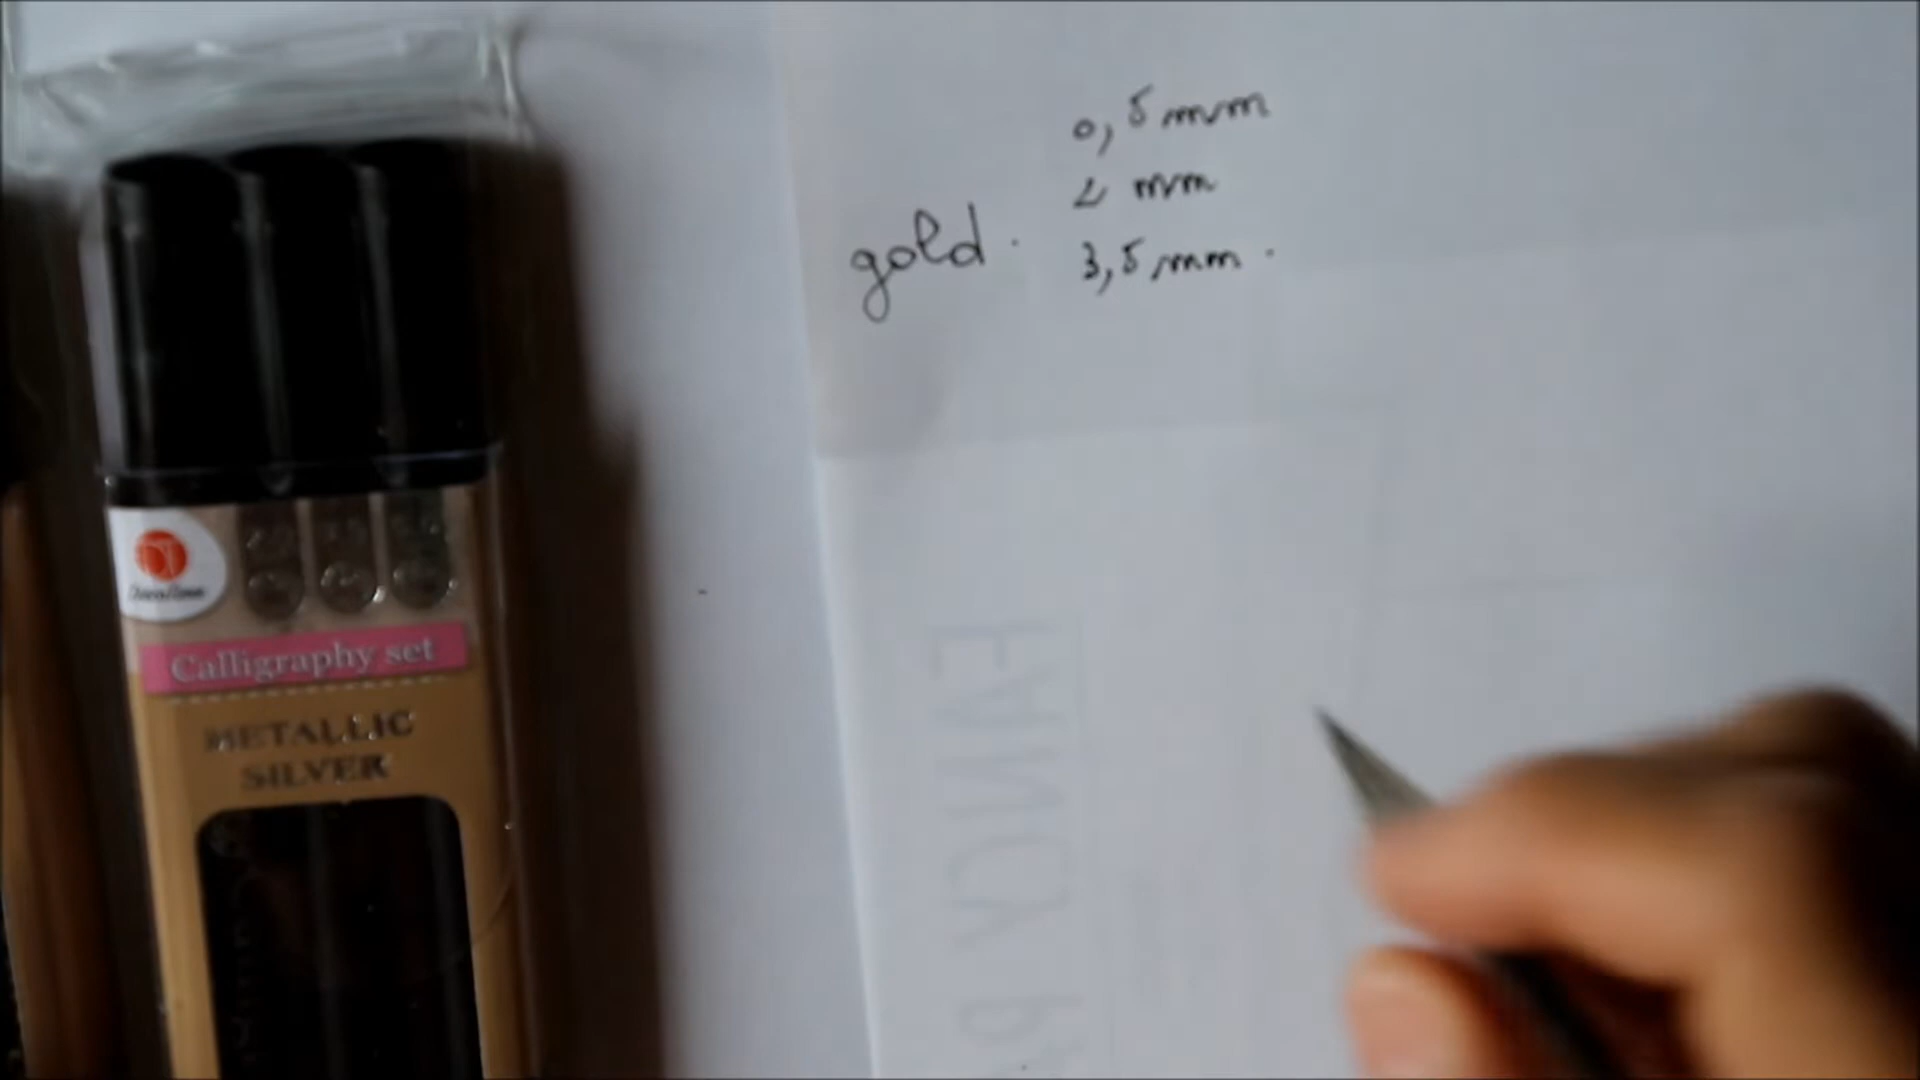 0,5 mm
2 mm
gold.
3,5 mm.
Calligraphy set
METALLIC
SILVER